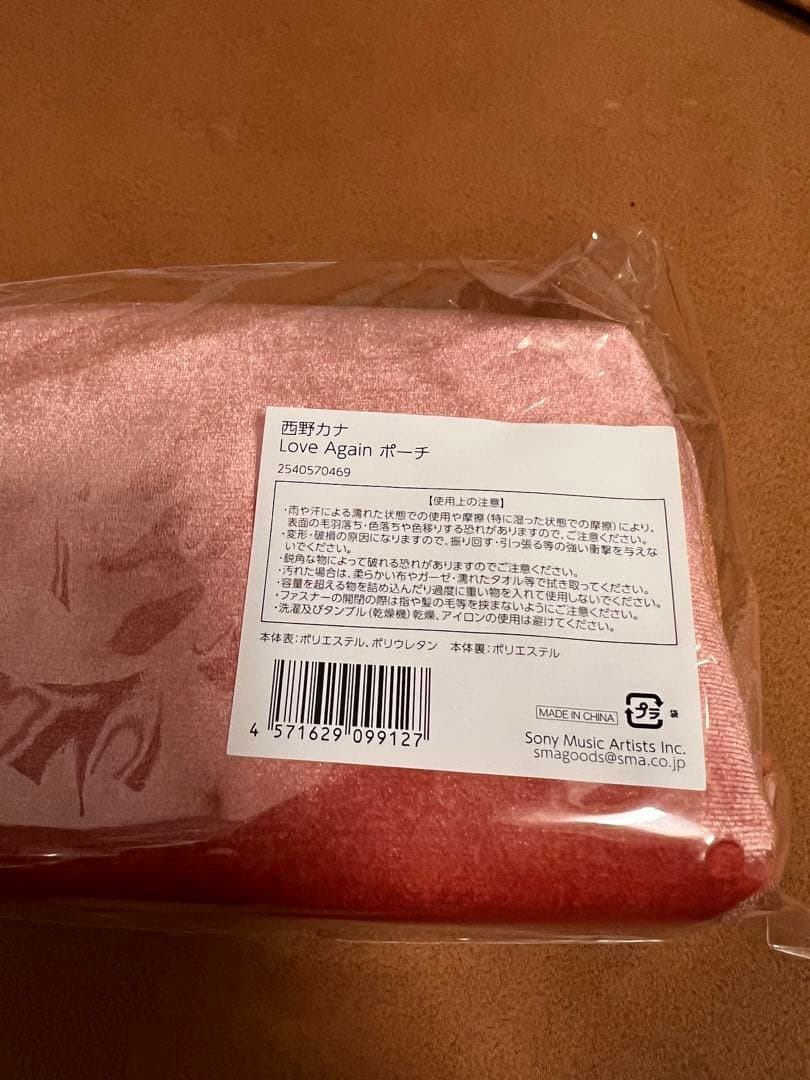 西野カナ
Love Again ポーチ
2540570469
【使用上の注意】
・雨や汗による濡れた状態での使用や摩擦(特に湿った状態での摩擦)により、
表面の毛羽落ち・色落ちや色移りする恐れがありますので、ご注意ください。
・変形・破損の原因になりますので、振り回す・引っ張る等の強い衝撃を与えな
いでください。
・鋭角な物によって破れる恐れがありますのでご注意ください。
・汚れた場合は、柔らかい布やガーゼ・濡れたタオル等で拭き取ってください。
・容量を超える物を詰め込んだり過度に重い物を入れて使用しないでください。
・ファスナーの開閉の際は指や髪の毛等を挟まないようにご注意ください。
・洗濯及びタンブル(乾燥機)乾燥、アイロンの使用は避けてください。
本体表:ポリエステル、ポリウレタン 本体裏:ポリエステル
4 571629 099127
MADE IN CHINA
プラ
袋
Sony Music Artists Inc.
smagoods@sma.co.jp